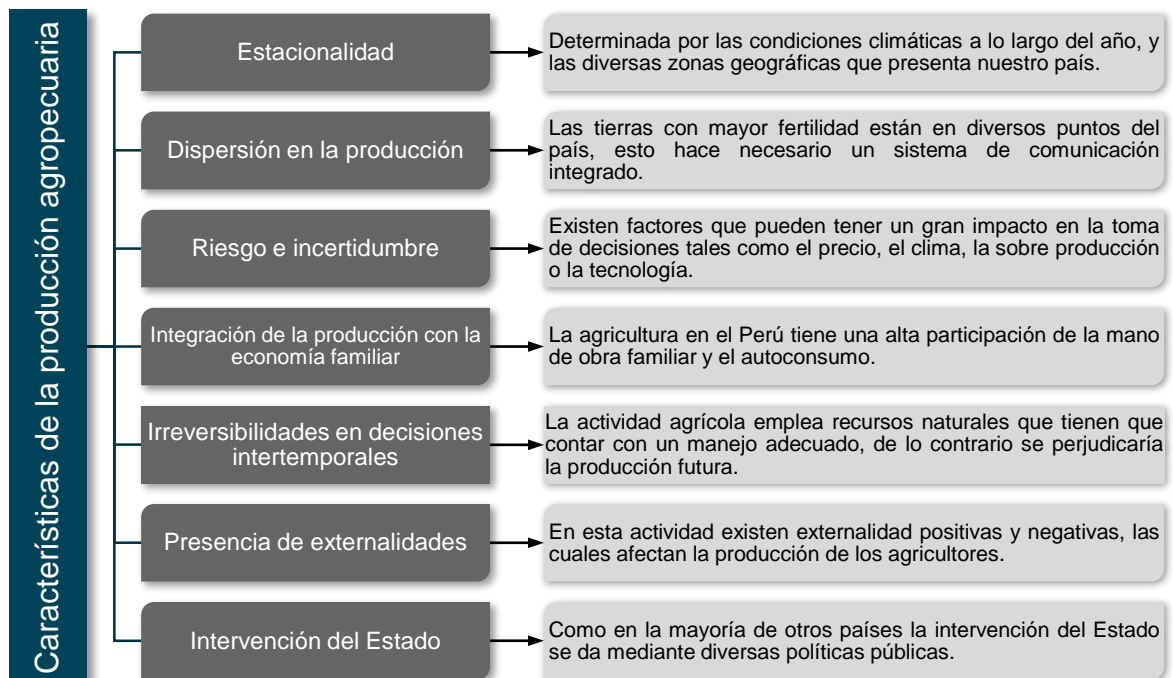 Características de la producción agropecuaria
Estacionalidad
Determinada por las condiciones climáticas a lo largo del año, y
las diversas zonas geográficas que presenta nuestro país.
Dispersión en la producción
Las tierras con mayor fertilidad están en diversos puntos del
país, esto hace necesario un sistema de comunicación
integrado.
Riesgo e incertidumbre
Existen factores que pueden tener un gran impacto en la toma
de decisiones tales como el precio, el clima, la sobre producción
o la tecnología.
Integración de la producción con la
economía familiar
La agricultura en el Perú tiene una alta participación de la mano
de obra familiar y el autoconsumo.
Irreversibilidades en decisiones
intertemporales
La actividad agrícola emplea recursos naturales que tienen que
contar con un manejo adecuado, de lo contrario se perjudicaría
la producción futura.
Presencia de externalidades
En esta actividad existen externalidad positivas y negativas, las
cuales afectan la producción de los agricultores.
Intervención del Estado
Como en la mayoría de otros países la intervención del Estado
se da mediante diversas políticas públicas.